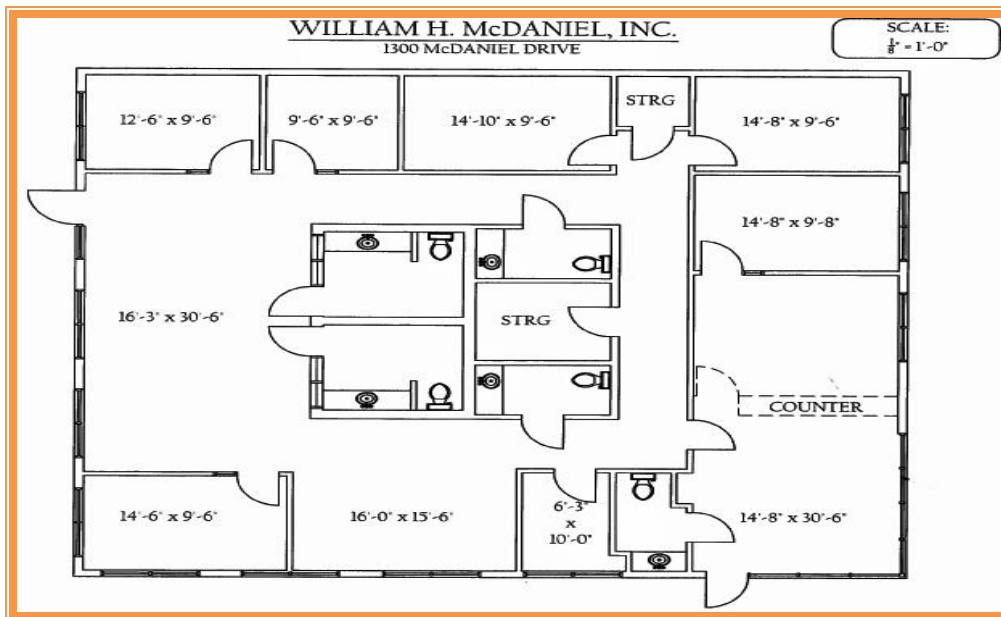 WILLIAM H. McDANIEL, INC.
1300 McDANIEL DRIVE
SCALE:
⅛" = 1'-0"
12'-6" x 9'-6"
9'-6" x 9'-6"
14'-10" x 9'-6"
STRG
14'-8" x 9'-6"
14'-8" x 9'-8"
16'-3" x 30'-6"
STRG
COUNTER
14'-6" x 9'-6"
16'-0" x 15'-6"
6'-3"
x
10'-0"
14'-8" x 30'-6"